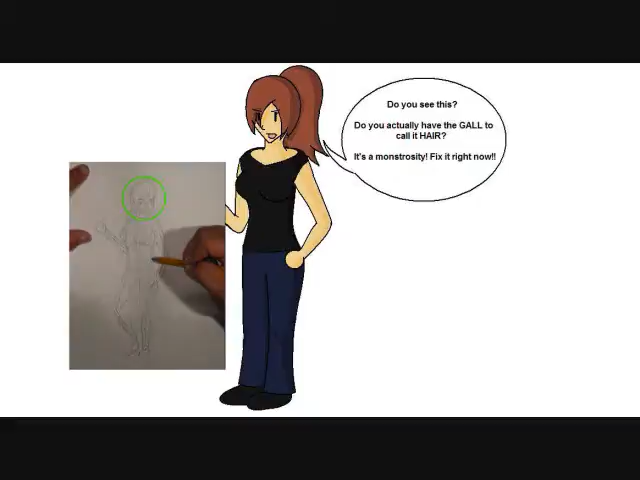 Do you see this?
Do you actually have the GALL to
call it HAIR?
It's a monstrosity! Fix it right now!!